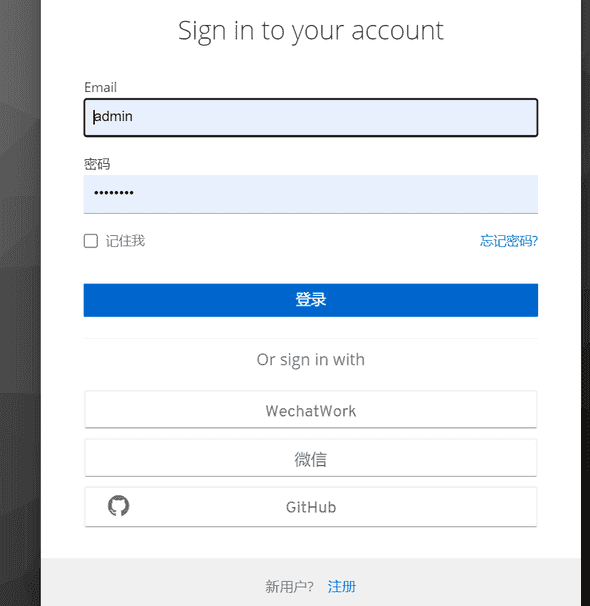 Sign in to your account
Email
admin
密码
••••••••
记住我 忘记密码?
登录
Or sign in with
WechatWork
微信
GitHub
新用户? 注册